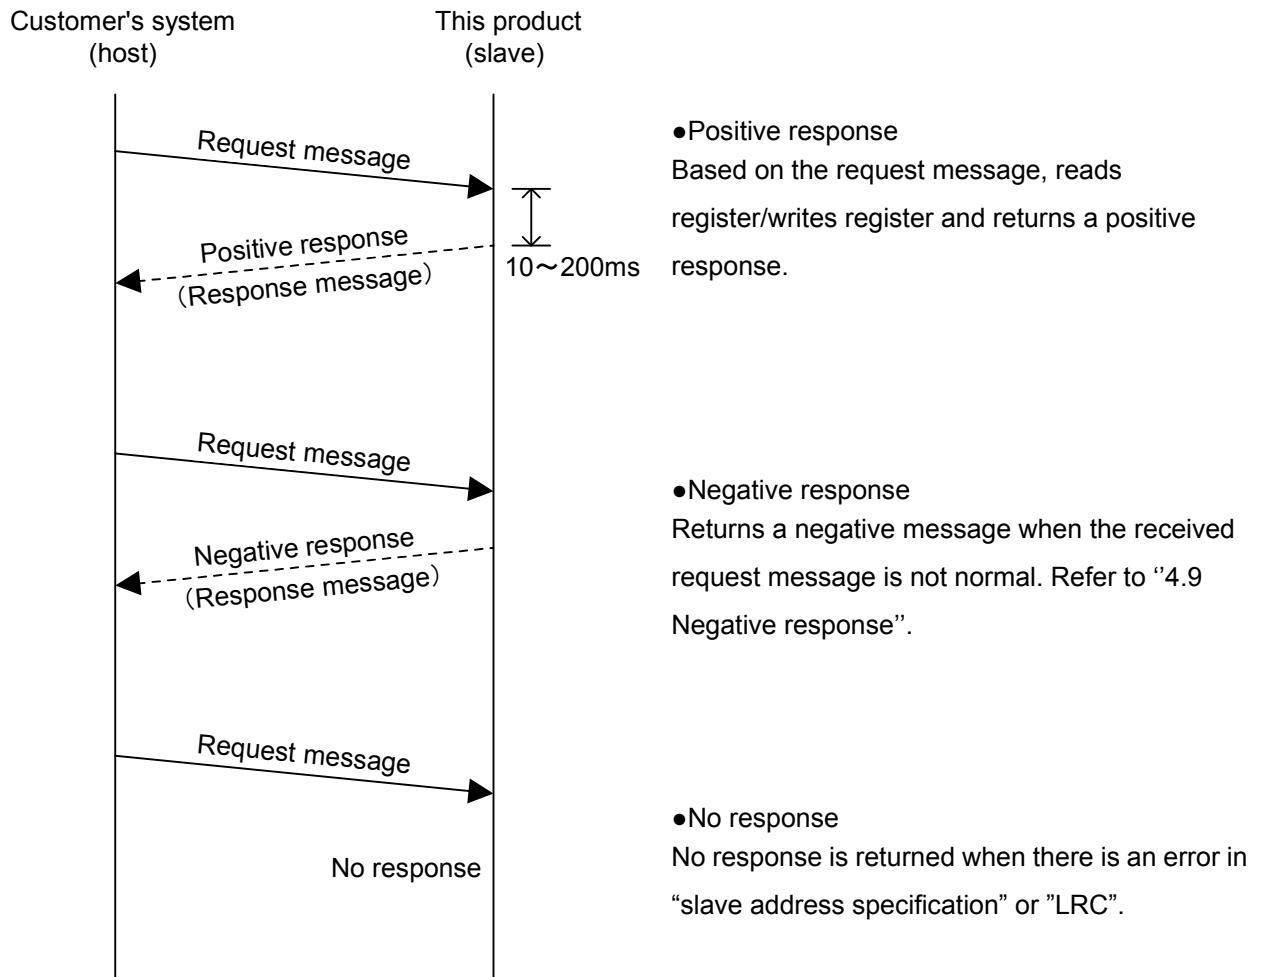 Customer's system
(host)
This product
(slave)
Request message
Positive response
（Response message）
10～200ms
●Positive response
Based on the request message, reads
register/writes register and returns a positive
response.
Request message
Negative response
（Response message）
●Negative response
Returns a negative message when the received
request message is not normal. Refer to ‘’4.9
Negative response’’.
Request message
No response
●No response
No response is returned when there is an error in
“slave address specification” or ”LRC”.